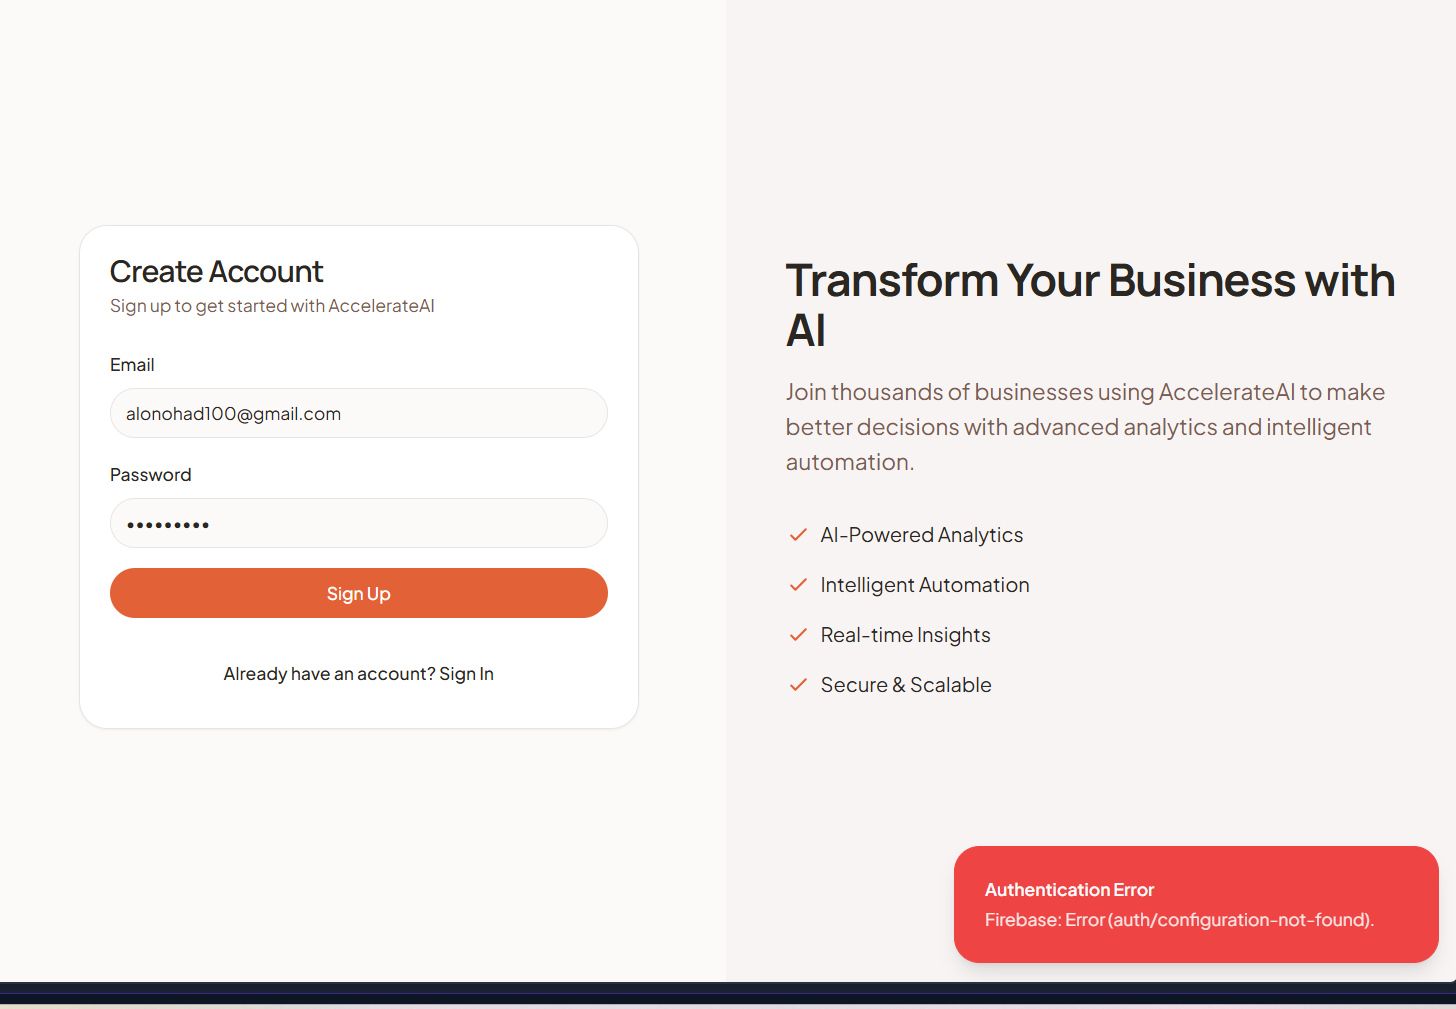 Create Account
Sign up to get started with AccelerateAI
Email
alonohad100@gmail.com
Password
•••••••••
Sign Up
Already have an account? Sign In
Transform Your Business with
AI
Join thousands of businesses using AccelerateAI to make
better decisions with advanced analytics and intelligent
automation.
AI-Powered Analytics
Intelligent Automation
Real-time Insights
Secure & Scalable
Authentication Error
Firebase: Error (auth/configuration-not-found).